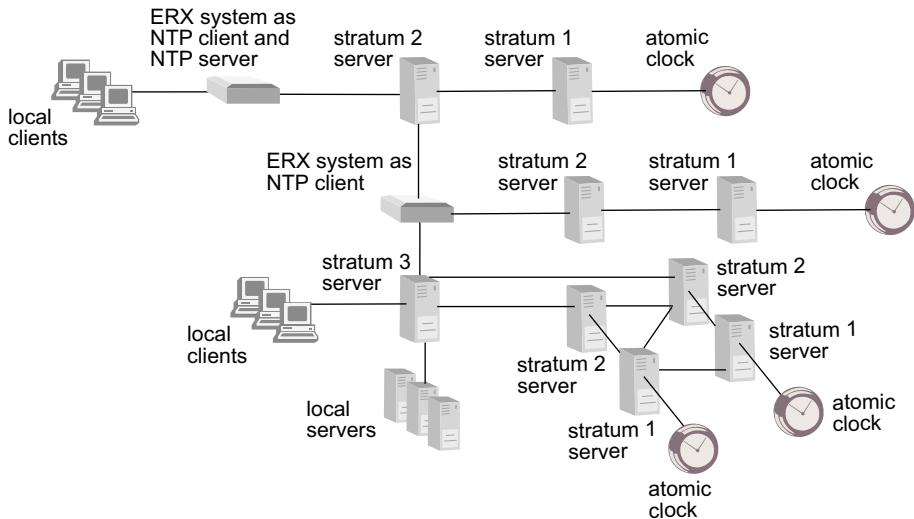 ERX system as
NTP client and
NTP server
stratum 2
server
stratum 1
server
atomic
clock
local
clients
ERX system as
NTP client
stratum 2
server
stratum 1
server
atomic
clock
stratum 3
server
stratum 2
server
local
clients
stratum 1
server
stratum 2
server
local
servers
stratum 1
server
atomic
clock
atomic
clock